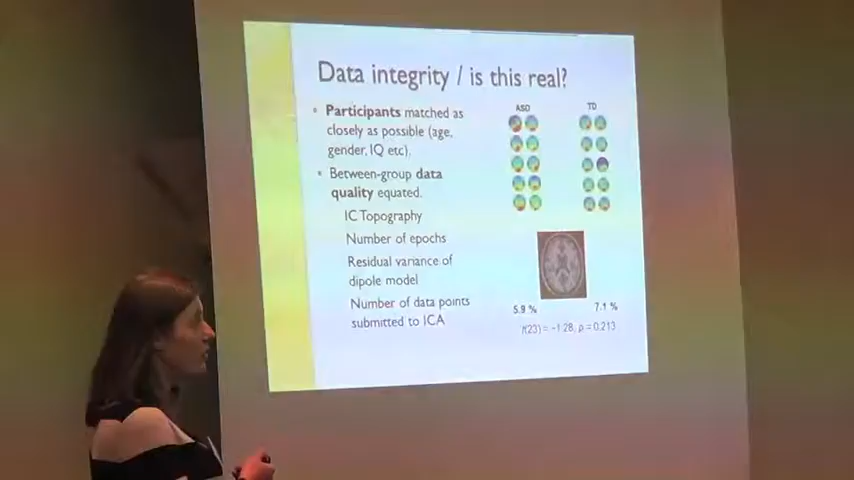 Data integrity / is this real?
• Participants matched as
closely as possible (age,
gender, IQ etc).
• Between-group data
quality equated.
IC Topography
Number of epochs
Residual variance of
dipole model
Number of data points
submitted to ICA
ASD TD
5.9 % 7.1 %
t(23) = -1.28, p = 0.213